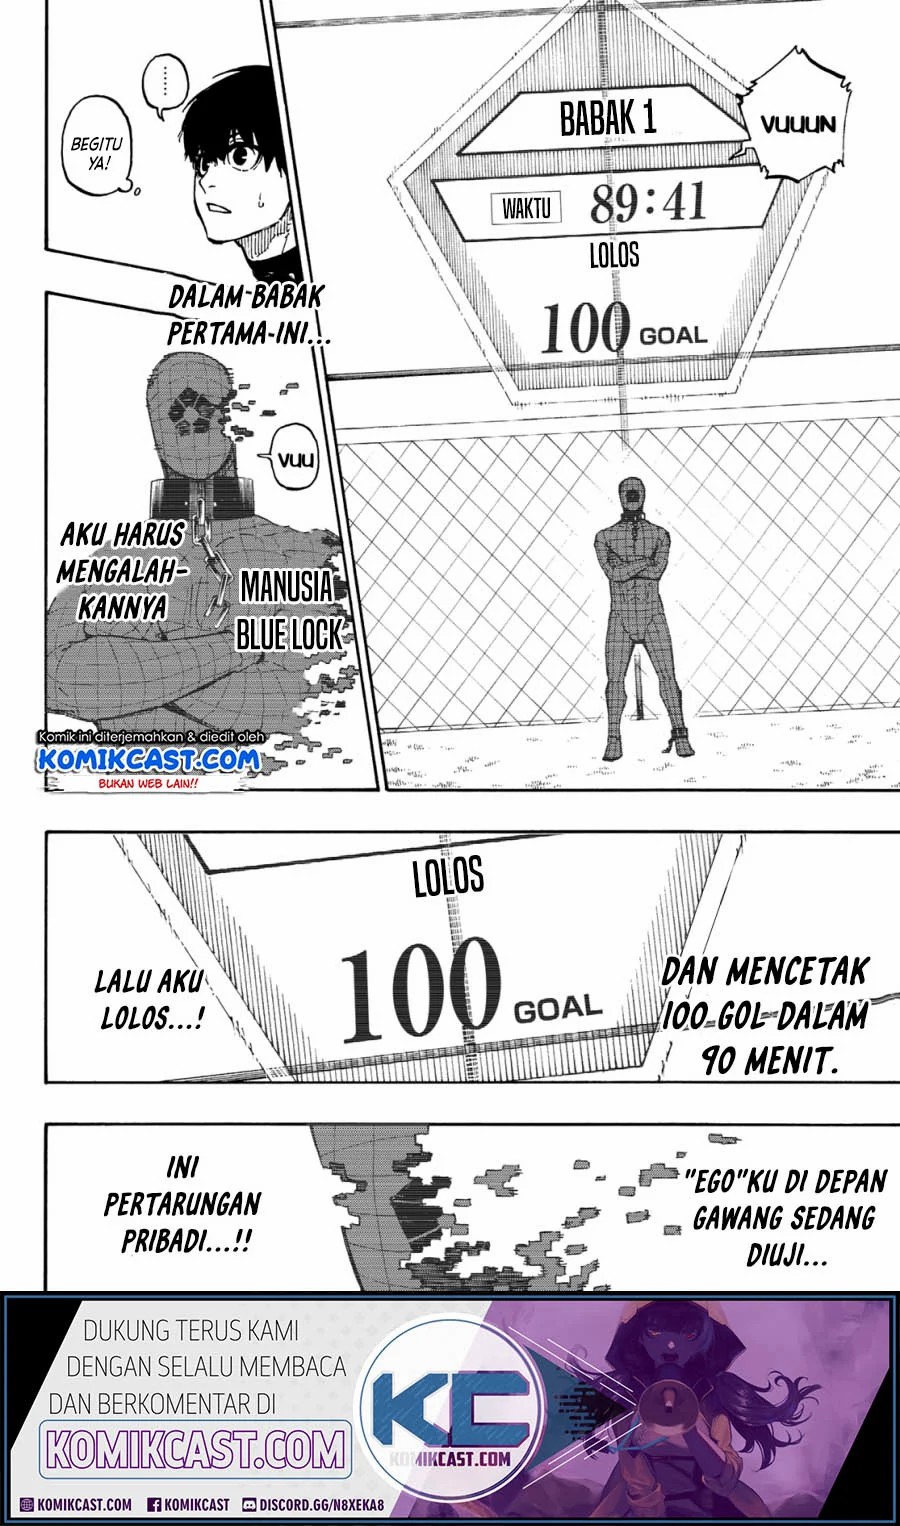 BABAK 1
VUUUN
WAKTU 89:41
LOLOS
100 GOAL
.......
BEGITU
YA!
DALAM BABAK
PERTAMA INI...
VUU
MANUSIA
BLUE LOCK
AKU HARUS
MENGALAH-
KANNYA
Komik ini diterjemahkan & diedit oleh
KOMIKCAST.COM
BUKAN WEB LAIN!!
LOLOS
100 GOAL
DAN MENCETAK
100 GOL DALAM
90 MENIT.
LALU AKU
LOLOS...!
"EGO"KU DI DEPAN
GAWANG SEDANG
DIUJI...
INI
PERTARUNGAN
PRIBADI...!!
DUKUNG TERUS KAMI
DENGAN SELALU MEMBACA
DAN BERKOMENTAR DI
KOMIKCAST.COM
KC
KOMIKCAST.COM
KOMIKCAST.COM
KOMIKCAST
DISCORD.GG/N8XEKA8